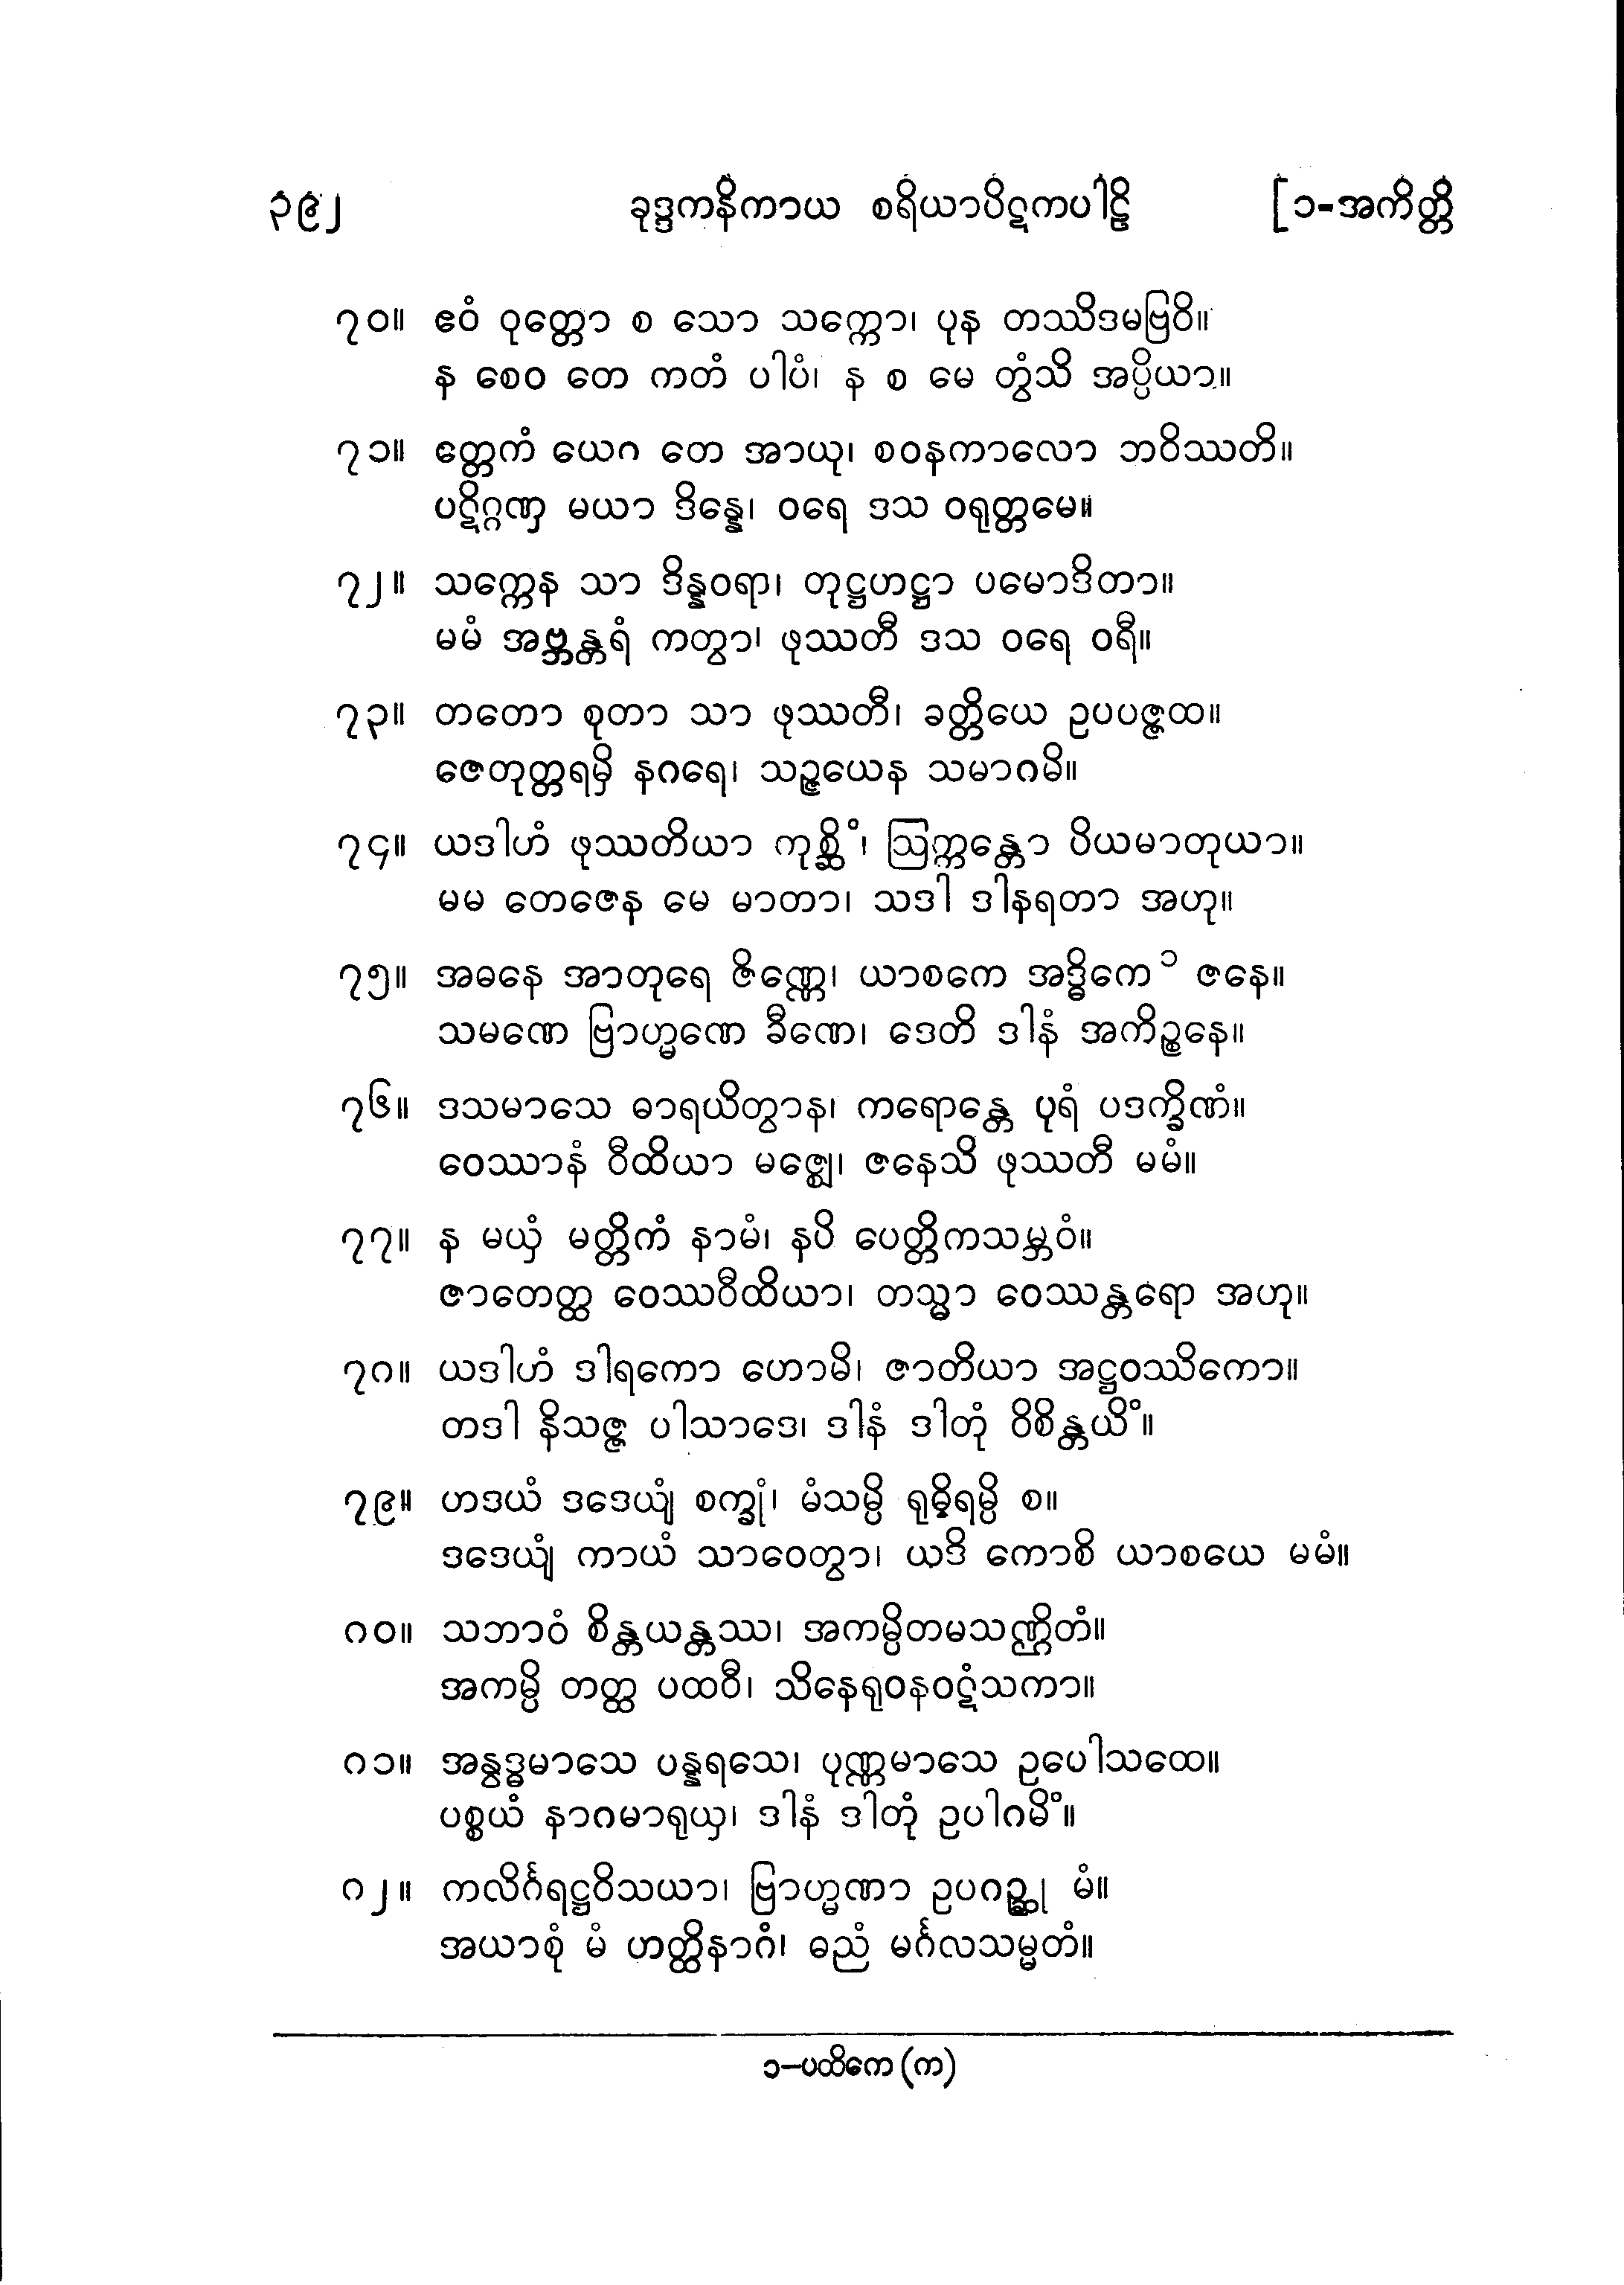 ၃၉၂ ခုဒ္ဒကနိကာယ စရိယာပိဋကပါဠိ [၁-အကိတ္တိ
၇၀။ ဧဝံ ဝုတ္တော စ သော သက္ကော၊ ပုန တဿိဒမဗြဝိ။
န စေဝ တေ ကတံ ပါပံ၊ န စ မေ တွံသိ အပ္ပိယာ။
၇၁။ ဧတ္တကံ ယေဂ တေ အာယု၊ စဝနကာလော ဘဝိဿတိ။
ပဋိဂ္ဂဏှ မယာ ဒိန္နေ၊ ဝရေ ဒသ ဝရုတ္တမေ။
၇၂။ သက္ကေန သာ ဒိန္နဝရာ၊ တုဋ္ဌဟဋ္ဌာ ပမောဒိတာ။
မမံ အဗ္ဘန္တရံ ကတွာ၊ ဖုဿတီ ဒသ ဝရေ ဝရီ။
၇၃။ တတော စုတာ သာ ဖုဿတီ၊ ခတ္တိယေ ဥပပဇ္ဇထ။
ဇေတုတ္တရမှိ နဂရေ၊ သဉ္ဇယေန သမာဂမိ။
၇၄။ ယဒါဟံ ဖုဿတိယာ ကုစ္ဆိံ၊ ဩက္ကန္တော ပိယမာတုယာ။
မမ တေဇေန မေ မာတာ၊ သဒါ ဒါနရတာ အဟု။
၇၅။ အဓနေ အာတုရေ ဇိဏ္ဏေ၊ ယာစကေ အဒ္ဓိကေ ၁ ဇနေ။
သမဏေ ဗြာဟ္မဏေ ခီဏေ၊ ဒေတိ ဒါနံ အကိဉ္စနေ။
၇၆။ ဒသမာသေ ဓာရယိတွာန၊ ကရောန္တေ ပုရံ ပဒက္ခိဏံ။
ဝေဿာနံ ဝီထိယာ မဇ္ဈေ၊ ဇနေသိ ဖုဿတီ မမံ။
၇၇။ န မယှံ မတ္တိကံ နာမံ၊ နပိ ပေတ္တိကသမ္ဘဝံ။
ဇာတေတ္ထ ဝေဿဝီထိယာ၊ တသ္မာ ဝေဿန္တရော အဟု။
၇၈။ ယဒါဟံ ဒါရကော ဟောမိ၊ ဇာတိယာ အဋ္ဌဝဿိကော။
တဒါ နိသဇ္ဇ ပါသာဒေ၊ ဒါနံ ဒါတုံ ဝိစိန္တယိံ။
၇၉။ ဟဒယံ ဒဒေယျံ စက္ခုံ၊ မံသမ္ပိ ရုဓိရမ္ပိ စ။
ဒဒေယျံ ကာယံ သာဝေတွာ၊ ယဒိ ကောစိ ယာစယေ မမံ။
၈၀။ သဘာဝံ စိန္တယန္တဿ၊ အကမ္ပိတမသဏ္ဌိတံ။
အကမ္ပိ တတ္ထ ပထဝီ၊ သိနေရုဝနဝဋံသကာ။
၈၁။ အန္ဝဒ္ဓမာသေ ပန္နရသေ၊ ပုဏ္ဏမာသေ ဥပေါသထေ။
ပစ္စယံ နာဂမာရုယှ၊ ဒါနံ ဒါတုံ ဥပါဂမိံ။
၈၂။ ကလိင်္ဂရဋ္ဌဝိသယာ၊ ဗြာဟ္မဏာ ဥပဂဉ္ဆု မံ။
အယာစုံ မံ ဟတ္ထိနာဂံ၊ ဓညံ မင်္ဂလသမ္မတံ။
၁-ပထိကေ (က)